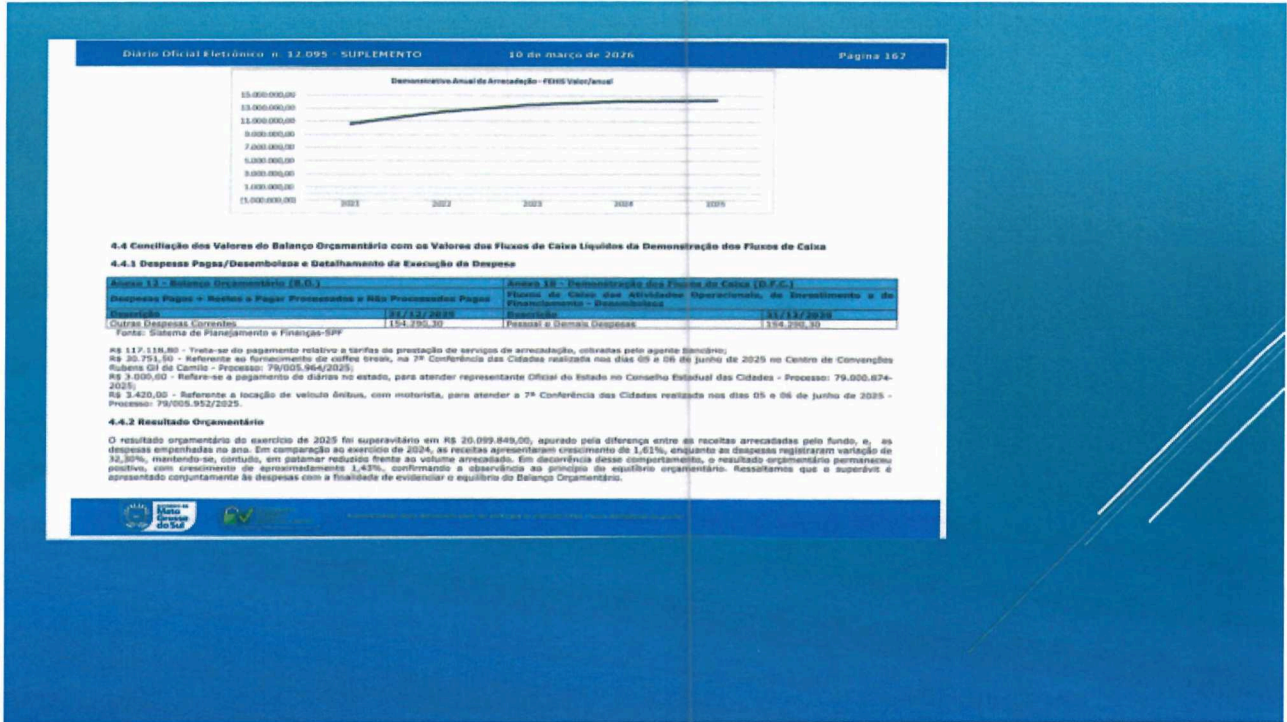 Diário Oficial Eletrônico n. 12.095 - SUPLEMENTO 10 de março de 2026 Página 167
Demonstrativo Anual da Arrecadação - FEHIS Valor/anual
15.000.000,00
13.000.000,00
11.000.000,00
9.000.000,00
7.000.000,00
5.000.000,00
3.000.000,00
1.000.000,00
(1.000.000,00)
2021 2022 2023 2024 2025
4.4 Conciliação dos Valores do Balanço Orçamentário com os Valores dos Fluxos de Caixa Líquidos da Demonstração dos Fluxos de Caixa
4.4.1 Despesas Pagas/Desembolsos e Detalhamento da Execução da Despesa
Anexo 12 - Balanço Orçamentário (B.O.) Anexo 18 - Demonstração dos Fluxos de Caixa (D.F.C.)
Despesas Pagas + Restos a Pagar Processados e Não Processados Pagos Fluxos de Caixa das Atividades Operacionais, de Investimento e de
Financiamento - Desembolsos
Descrição 31/12/2025 Descrição 31/12/2025
Outras Despesas Correntes 154.290,30 Pessoal e Demais Despesas 154.290,30
Fonte: Sistema de Planejamento e Finanças-SPF
R$ 117.118,80 - Trata-se do pagamento relativo a tarifas de prestação de serviços de arrecadação, cobradas pelo agente bancário;
R$ 30.751,50 - Referente ao fornecimento de coffee break, na 7ª Conferência das Cidades realizada nos dias 05 e 06 de junho de 2025 no Centro de Convenções
Rubens Gil de Camilo - Processo: 79/005.964/2025;
R$ 3.000,00 - Refere-se a pagamento de diárias no estado, para atender representante Oficial do Estado no Conselho Estadual das Cidades - Processo: 79.000.874-
2025;
R$ 3.420,00 - Referente a locação de veículo ônibus, com motorista, para atender a 7ª Conferência das Cidades realizada nos dias 05 e 06 de junho de 2025 -
Processo: 79/005.952/2025.
4.4.2 Resultado Orçamentário
O resultado orçamentário do exercício de 2025 foi superavitário em R$ 20.099.849,00, apurado pela diferença entre as receitas arrecadadas pelo fundo, e, as
despesas empenhadas no ano. Em comparação ao exercício de 2024, as receitas apresentaram crescimento de 1,61%, enquanto as despesas registraram variação de
32,30%, mantendo-se, contudo, em patamar reduzido frente ao volume arrecadado. Em decorrência desse comportamento, o resultado orçamentário permaneceu
positivo, com crescimento de aproximadamente 1,43%, confirmando a observância ao princípio do equilíbrio orçamentário. Ressaltamos que o superávit é
apresentado conjuntamente às despesas com a finalidade de evidenciar o equilíbrio do Balanço Orçamentário.
Mato
Grosso
do Sul